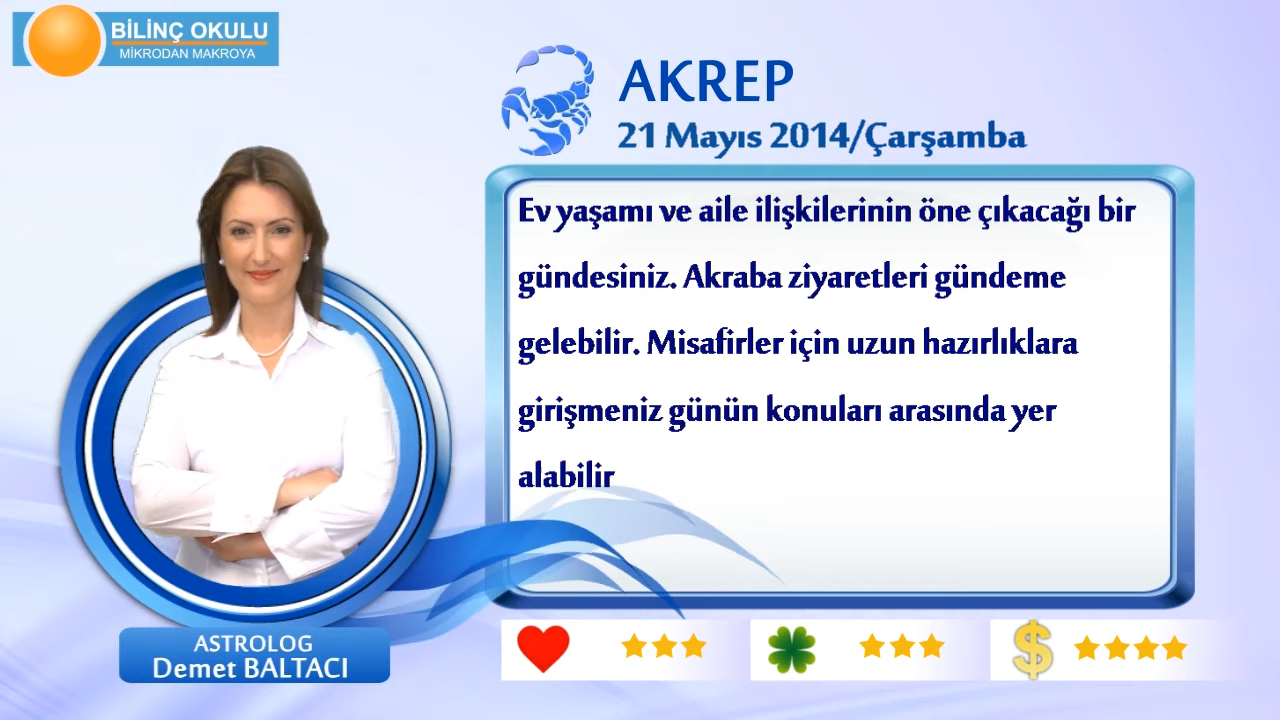 BİLİNÇ OKULU
MİKRODAN MAKROYA
AKREP
21 Mayıs 2014/Çarşamba
Ev yaşamı ve aile ilişkilerinin öne çıkacağı bir
gündesiniz. Akraba ziyaretleri gündeme
gelebilir. Misafirler için uzun hazırlıklara
girişmeniz günün konuları arasında yer
alabilir
ASTROLOG
Demet BALTACI